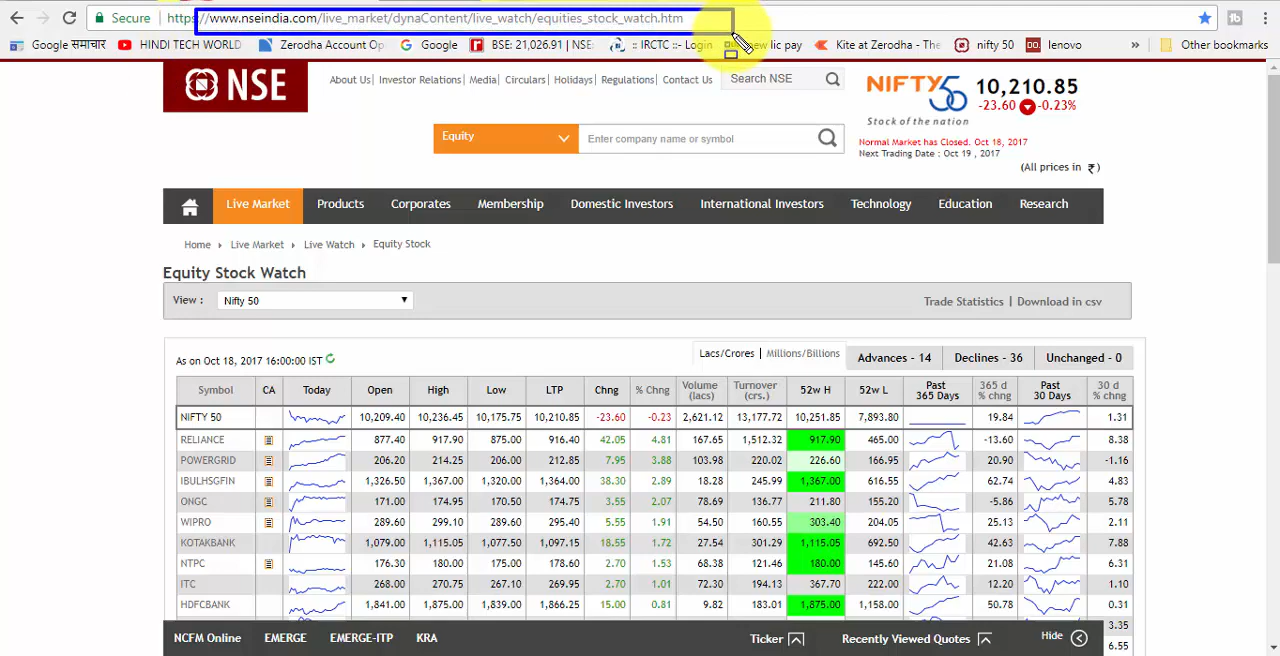 Secure https://www.nseindia.com/live_market/dynaContent/live_watch/equities_stock_watch.htm
Google समाचार HINDI TECH WORLD Zerodha Account Op Google BSE: 21,026.91 | NSE: IRCTC ::- Login new lic pay Kite at Zerodha - The nifty 50 DO. lenovo » Other bookmarks
NSE
About Us| Investor Relations| Media| Circulars| Holidays| Regulations| Contact Us
Search NSE
NIFTY 50 10,210.85
-23.60 -0.23%
Stock of the nation
Equity Enter company name or symbol
Normal Market has Closed. Oct 18, 2017
Next Trading Date : Oct 19 , 2017
(All prices in ₹)
Live Market Products Corporates Membership Domestic Investors International Investors Technology Education Research
Home Live Market Live Watch Equity Stock
Equity Stock Watch
View : Nifty 50 Trade Statistics | Download in csv
As on Oct 18, 2017 16:00:00 IST Lacs/Crores | Millions/Billions Advances - 14 Declines - 36 Unchanged - 0
Symbol CA Today Open High Low LTP Chng % Chng Volume (lacs) Turnover (crs.) 52w H 52w L Past 365 Days 365 d % chng Past 30 Days 30 d % chng
NIFTY 50 10,209.40 10,236.45 10,175.75 10,210.85 -23.60 -0.23 2,621.12 13,177.72 10,251.85 7,893.80 19.84 1.31
RELIANCE 877.40 917.90 875.00 916.40 42.05 4.81 167.65 1,512.32 917.90 465.00 -13.60 8.38
POWERGRID 206.20 214.25 206.00 212.85 7.95 3.88 103.98 220.02 226.60 166.95 20.90 -1.16
IBULHSGFIN 1,326.50 1,367.00 1,320.00 1,364.00 38.30 2.89 18.28 245.99 1,367.00 616.55 62.74 4.83
ONGC 171.00 174.95 170.50 174.75 3.55 2.07 78.69 136.77 211.80 155.20 -5.86 5.78
WIPRO 289.60 299.10 289.60 295.40 5.55 1.91 54.50 160.55 303.40 204.05 25.13 2.11
KOTAKBANK 1,079.00 1,115.05 1,077.50 1,097.15 18.55 1.72 27.54 301.29 1,115.05 692.50 42.63 7.88
NTPC 176.30 180.00 175.00 178.60 2.70 1.53 68.38 121.46 180.00 145.60 21.08 6.31
ITC 268.00 270.75 267.10 269.95 2.70 1.01 72.30 194.13 367.70 222.00 12.20 1.10
HDFCBANK 1,841.00 1,875.00 1,839.00 1,866.25 15.00 0.81 9.82 183.01 1,875.00 1,158.00 50.78 0.31
3.35
NCFM Online EMERGE EMERGE-ITP KRA Ticker Recently Viewed Quotes Hide
6.55